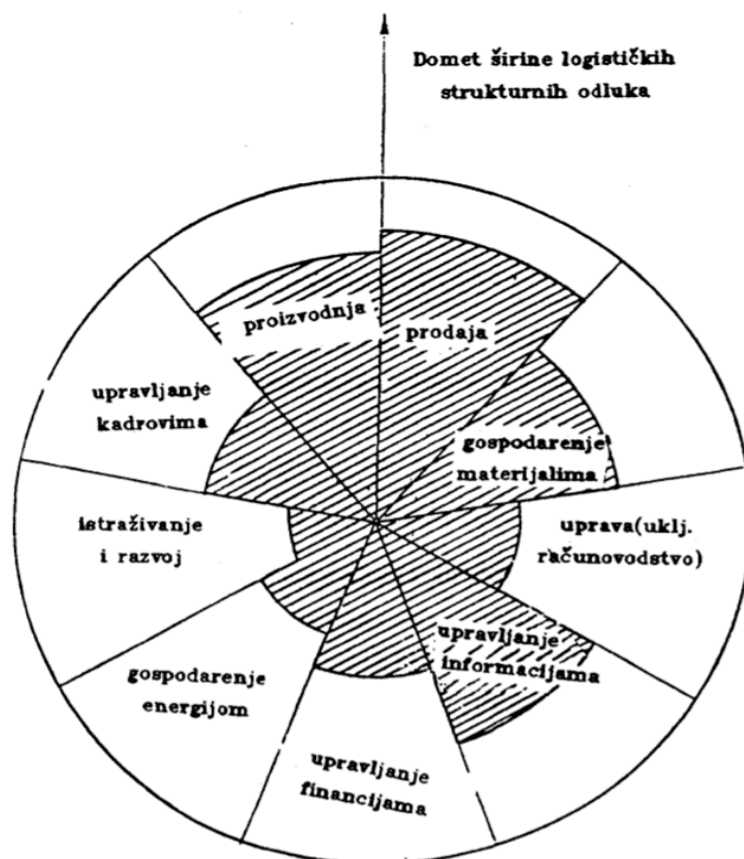 Domet širine logističkih
strukturnih odluka
proizvodnja
prodaja
upravljanje
kadrovima
gospodarenje
materijalima
istraživanje
i razvoj
uprava(uklj.
računovodstvo)
upravljanje
informacijama
gospodarenje
energijom
upravljanje
financijama